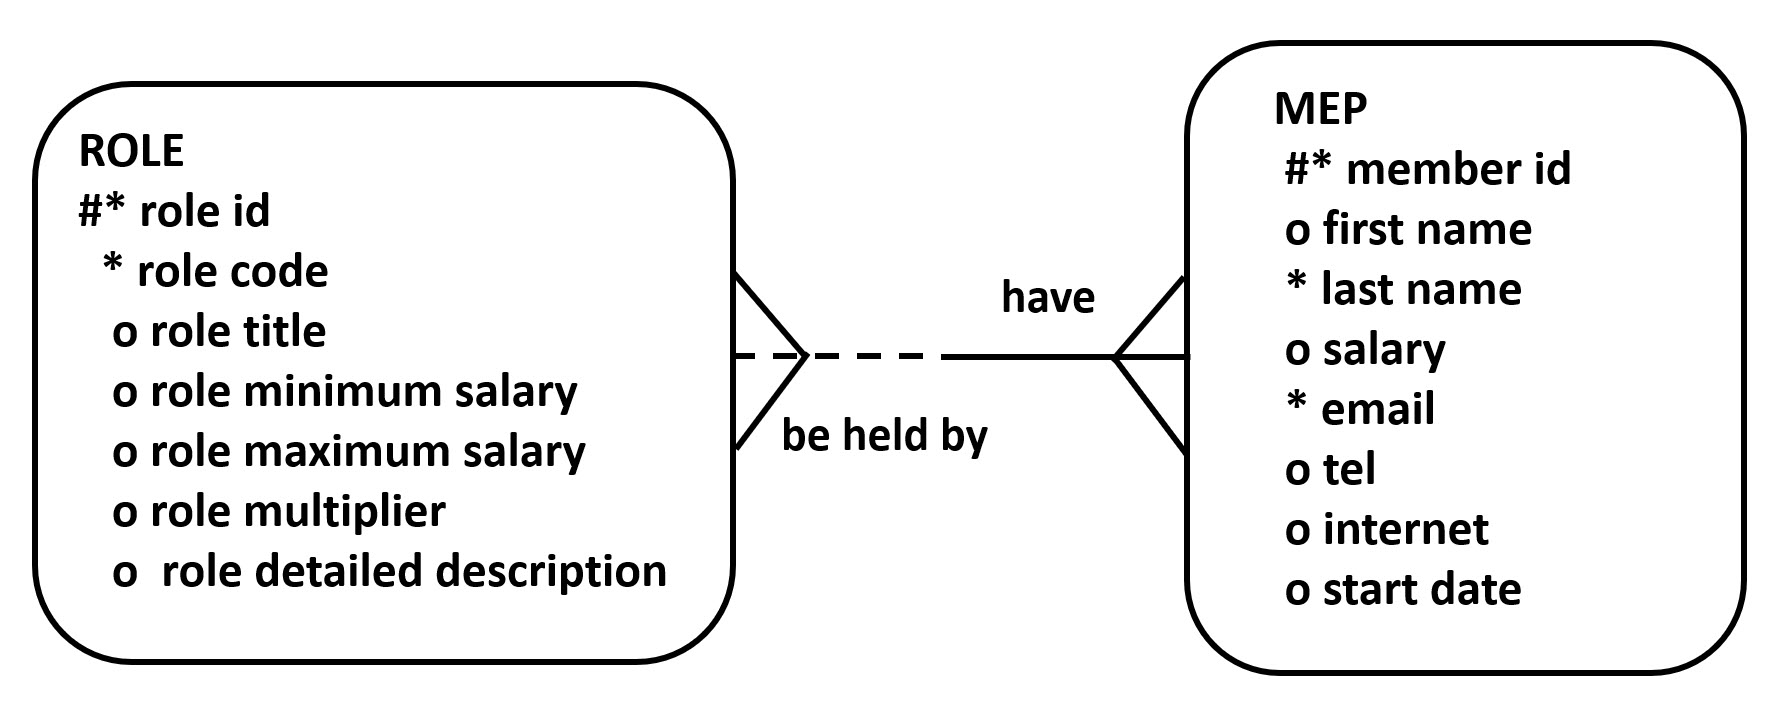 ROLE
#* role id
* role code
o role title
o role minimum salary
o role maximum salary
o role multiplier
o role detailed description
have
be held by
MEP
#* member id
o first name
* last name
o salary
* email
o tel
o internet
o start date